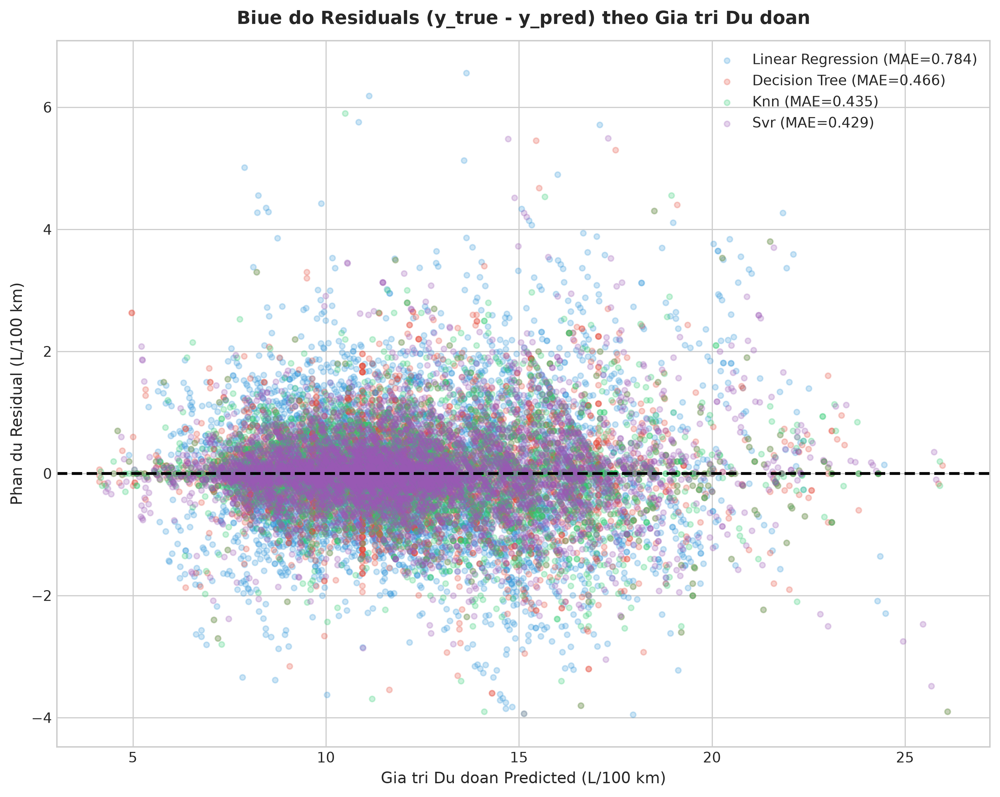 Biue do Residuals (y_true - y_pred) theo Gia tri Du doan
Linear Regression (MAE=0.784)
Decision Tree (MAE=0.466)
Knn (MAE=0.435)
Svr (MAE=0.429)
Phan du Residual (L/100 km)
6
4
2
0
−2
−4
5 10 15 20 25
Gia tri Du doan Predicted (L/100 km)